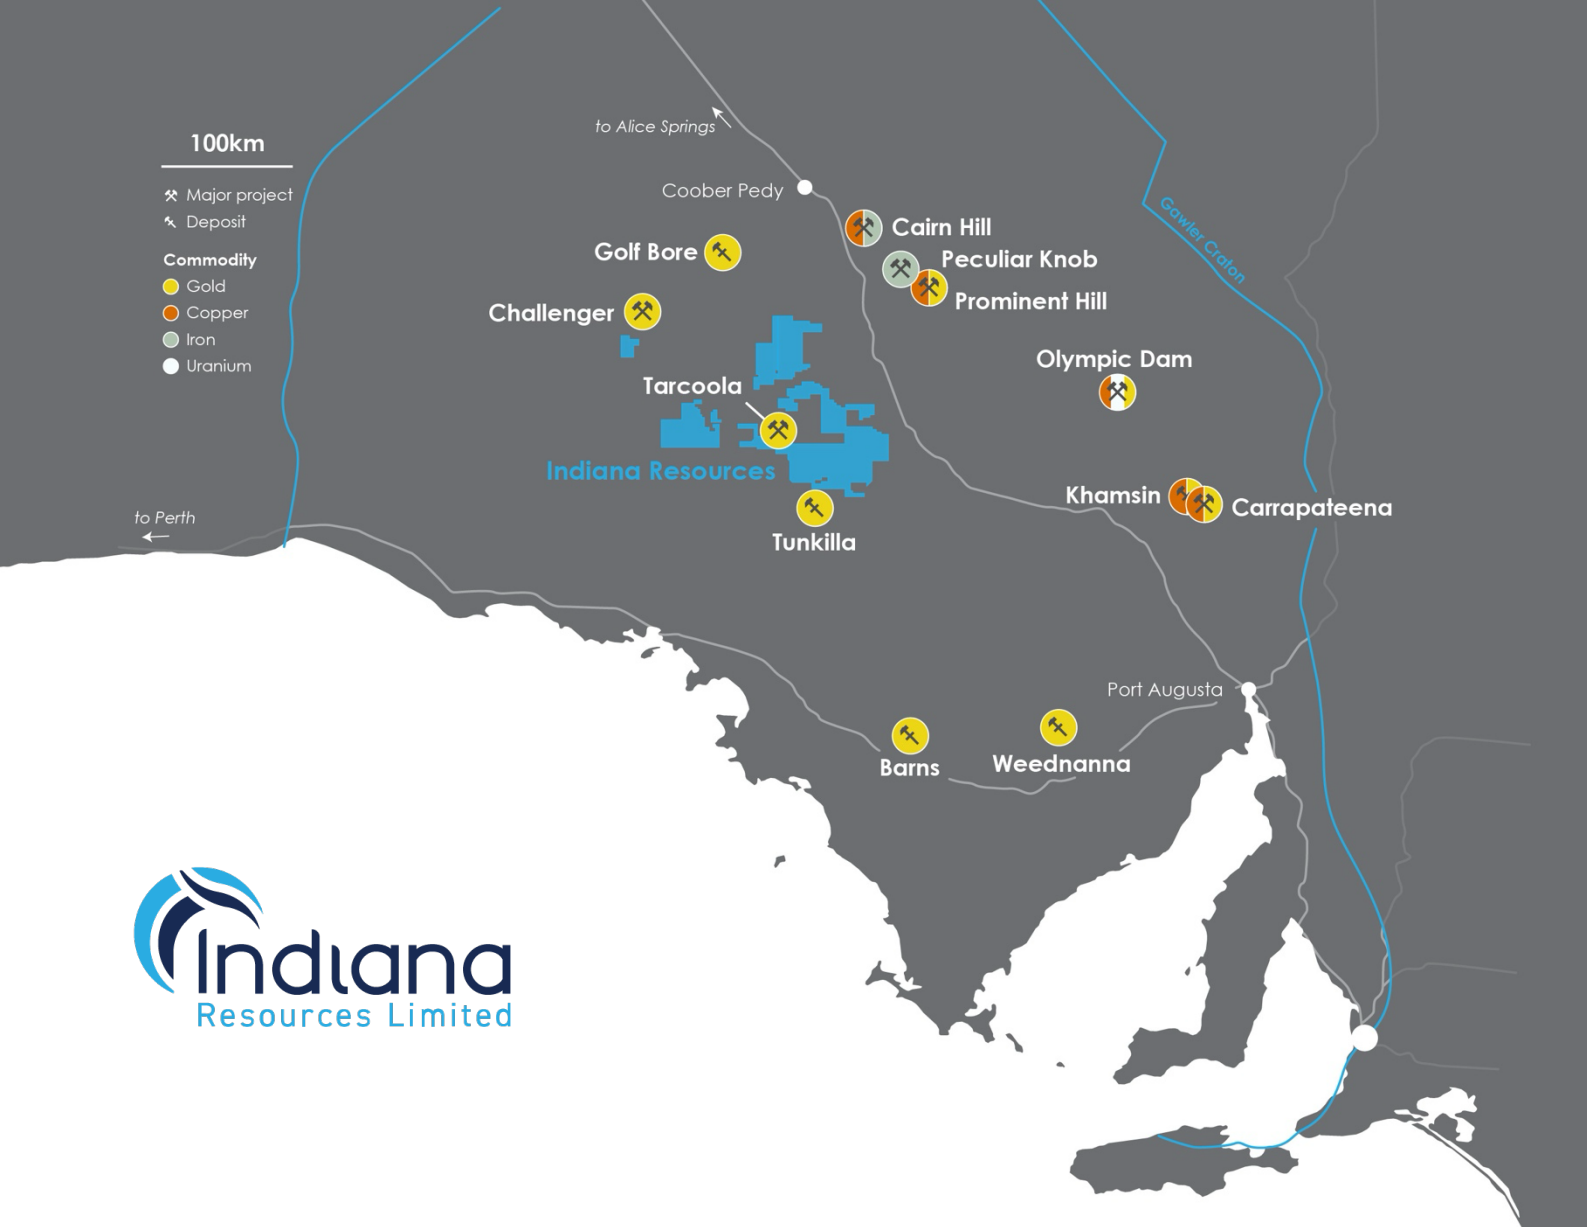 to Alice Springs
100km
Coober Pedy
Major project
Deposit
Cairn Hill
Gawler Craton
Golf Bore
Peculiar Knob
Commodity
Gold
Prominent Hill
Copper
Challenger
Iron
Olympic Dam
Uranium
Tarcoola
Indiana Resources
Khamsin
Carrapateena
to Perth
Tunkilla
Port Augusta
Barns
Weednanna
Indiana
Resources Limited